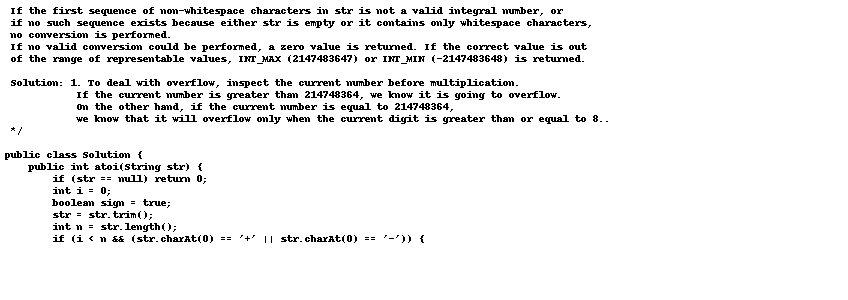 If the first sequence of non-whitespace characters in str is not a valid integral number, or
if no such sequence exists because either str is empty or it contains only whitespace characters,
no conversion is performed.
If no valid conversion could be performed, a zero value is returned. If the correct value is out
of the range of representable values, INT_MAX (2147483647) or INT_MIN (-2147483648) is returned.
Solution: 1. To deal with overflow, inspect the current number before multiplication.
If the current number is greater than 214748364, we know it is going to overflow.
On the other hand, if the current number is equal to 214748364,
we know that it will overflow only when the current digit is greater than or equal to 8..
*/
public class Solution {
public int atoi(String str) {
if (str == null) return 0;
int i = 0;
boolean sign = true;
str = str.trim();
int n = str.length();
if (i < n && (str.charAt(0) == '+' || str.charAt(0) == '-')) {